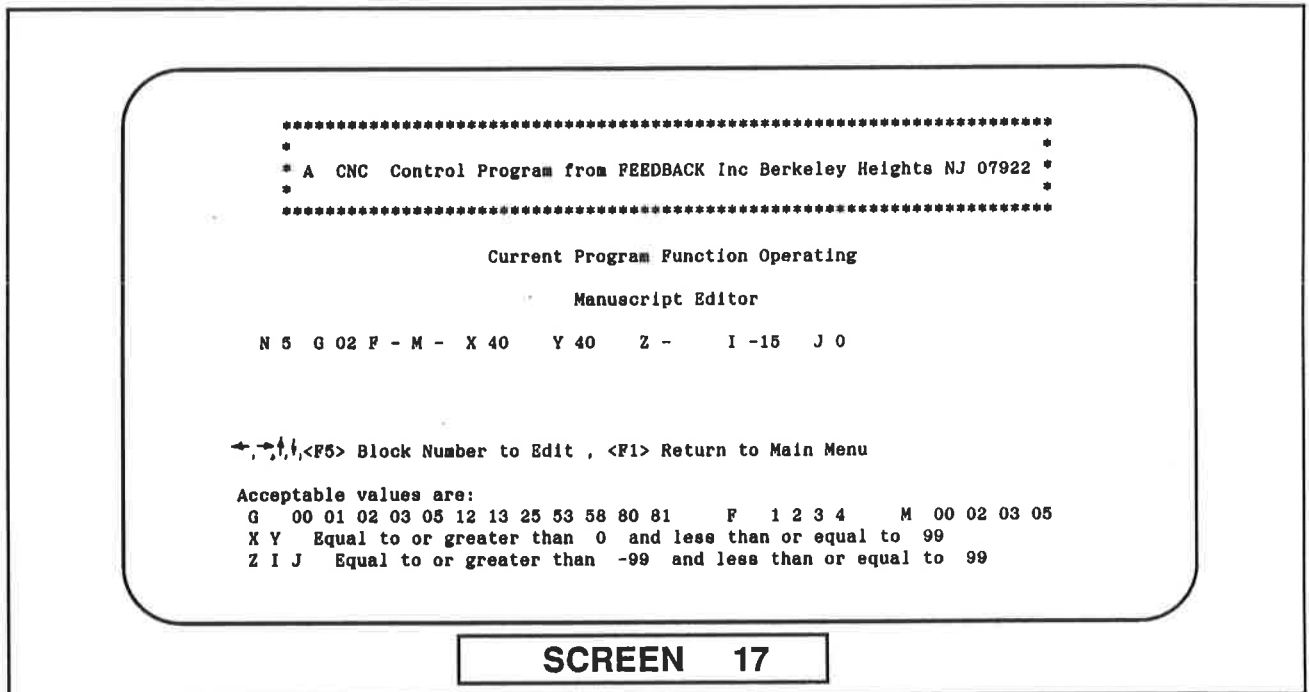 ************************************************************************
* *
* A CNC Control Program from FEEDBACK Inc Berkeley Heights NJ 07922 *
* *
************************************************************************
Current Program Function Operating
Manuscript Editor
N 5 G 02 F - M - X 40 Y 40 Z - I -15 J 0
←,→,↑,↓,<F5> Block Number to Edit , <F1> Return to Main Menu
Acceptable values are:
G 00 01 02 03 05 12 13 25 53 58 80 81 F 1 2 3 4 M 00 02 03 05
X Y Equal to or greater than 0 and less than or equal to 99
Z I J Equal to or greater than -99 and less than or equal to 99
SCREEN 17